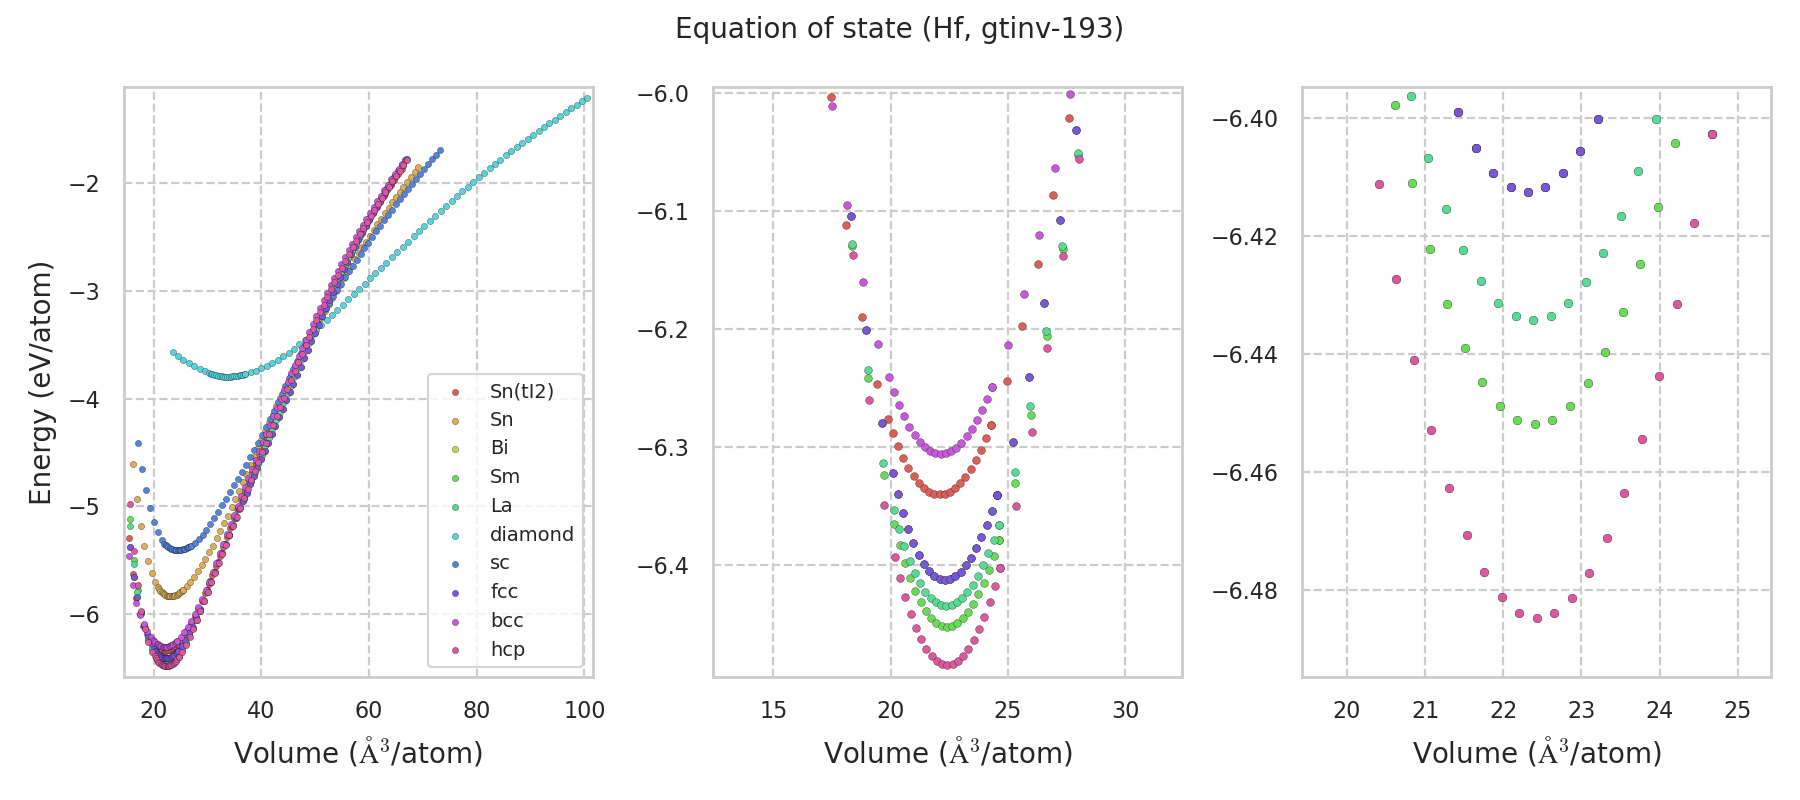 Equation of state (Hf, gtinv-193)
Energy (eV/atom)
−2
−3
−4
−5
−6
20 40 60 80 100
Volume (Å³/atom)
Sn(tI2)
Sn
Bi
Sm
La
diamond
sc
fcc
bcc
hcp
−6.0
−6.1
−6.2
−6.3
−6.4
15 20 25 30
Volume (Å³/atom)
−6.40
−6.42
−6.44
−6.46
−6.48
20 21 22 23 24 25
Volume (Å³/atom)